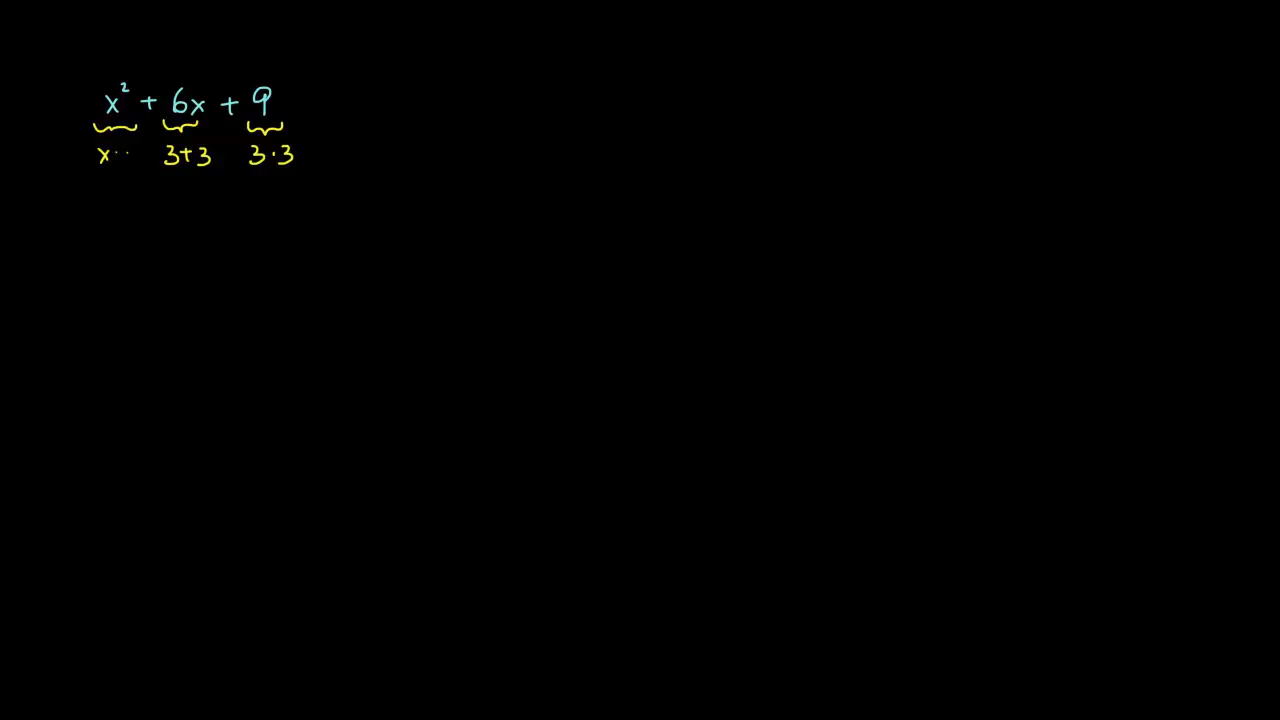 x² + 6x + 9
x·· 3+3 3·3